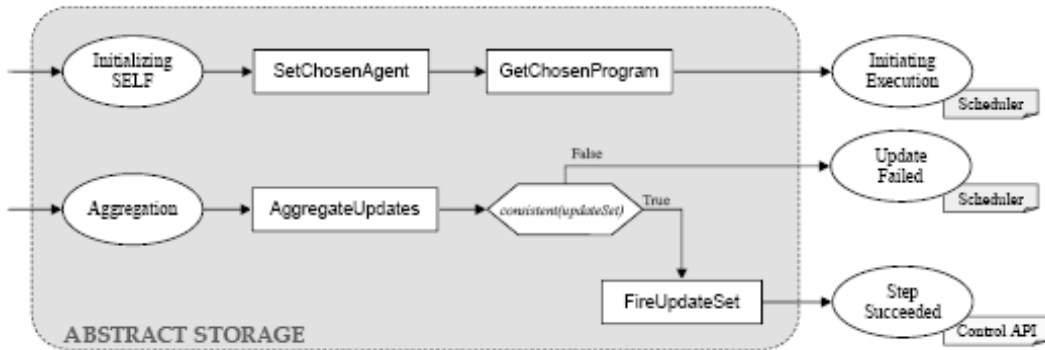 Initializing
SELF
SetChosenAgent
GetChosenProgram
Initiating
Execution
Scheduler
False
Update
Failed
Scheduler
Aggregation
AggregateUpdates
consistent(updateSet)
True
FireUpdateSet
Step
Succeeded
Control API
ABSTRACT STORAGE